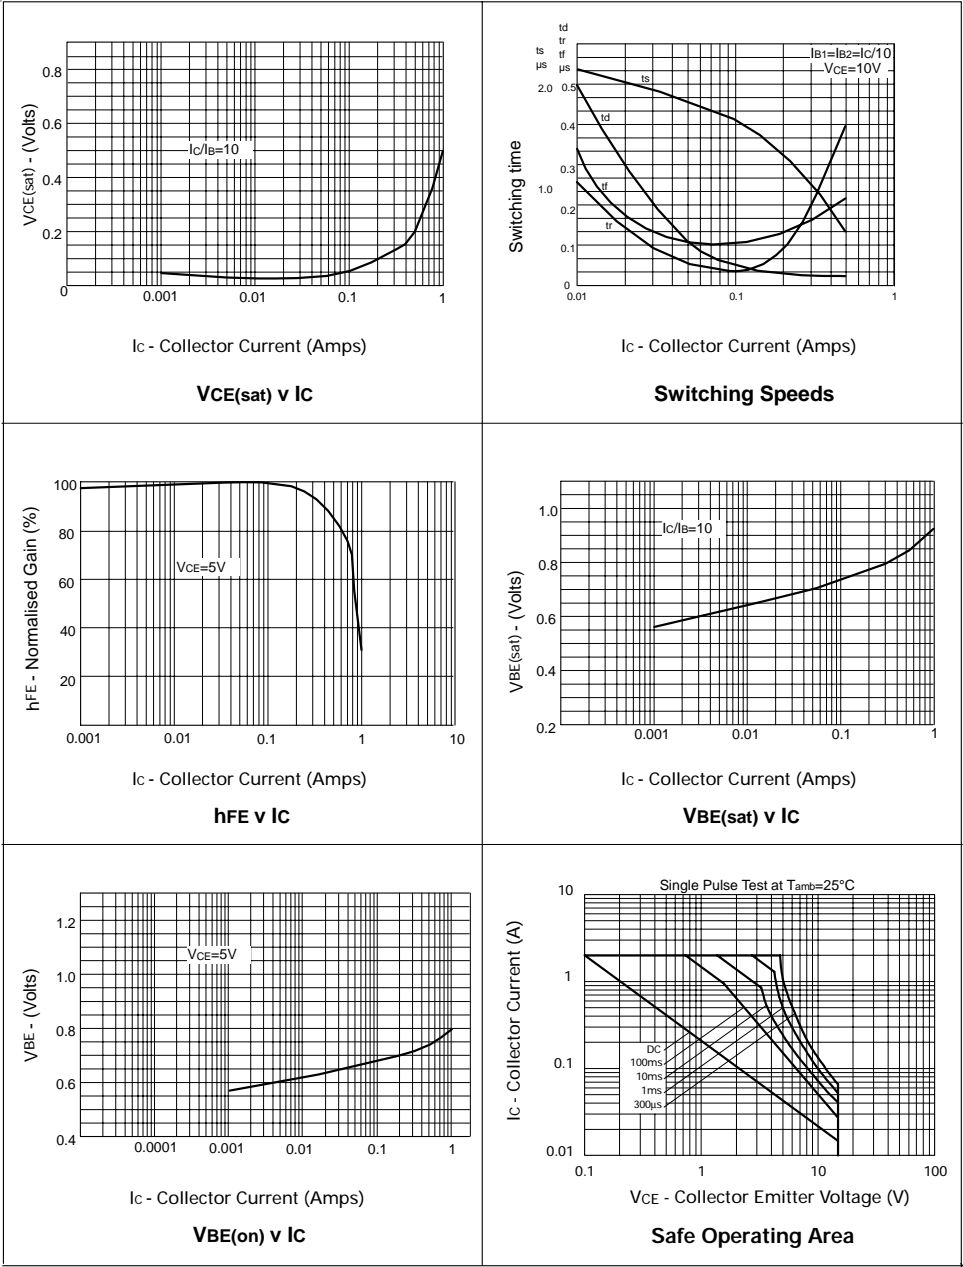 0.8
0.6
0.4
0.2
0
VCE(sat) - (Volts)
IC/IB=10
0.001
0.01
0.1
1
IC - Collector Current (Amps)
VCE(sat) v IC
td
tr
ts tf
µs µs
2.0 0.5
0.4
0.3
1.0
0.2
0.1
0
Switching time
IB1=IB2=IC/10
VCE=10V
ts
td
tf
tr
0.01
0.1
1
IC - Collector Current (Amps)
Switching Speeds
100
80
60
40
20
hFE - Normalised Gain (%)
VCE=5V
0.001
0.01
0.1
1
10
IC - Collector Current (Amps)
hFE v IC
1.0
0.8
0.6
0.4
0.2
VBE(sat) - (Volts)
IC/IB=10
0.001
0.01
0.1
1
IC - Collector Current (Amps)
VBE(sat) v IC
1.2
1.0
0.8
0.6
0.4
VBE - (Volts)
VCE=5V
0.0001
0.001
0.01
0.1
1
IC - Collector Current (Amps)
VBE(on) v IC
Single Pulse Test at Tamb=25°C
10
1
0.1
0.01
IC - Collector Current (A)
DC
100ms
10ms
1ms
300µs
0.1
1
10
100
VCE - Collector Emitter Voltage (V)
Safe Operating Area